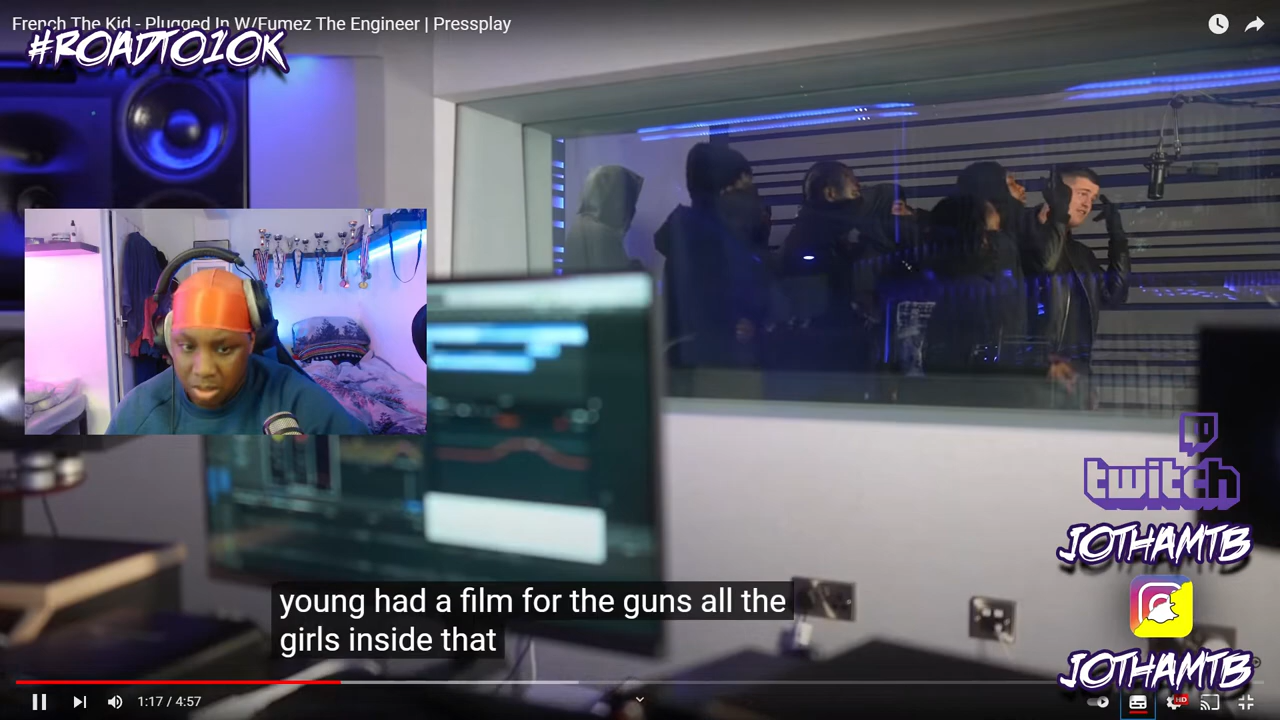 French The Kid - Plugged In W/Fumez The Engineer | Pressplay
#ROADTO10K
twitch
JOTHAMTB
young had a film for the guns all the
girls inside that
JOTHAMTB
1:17 / 4:57
HD